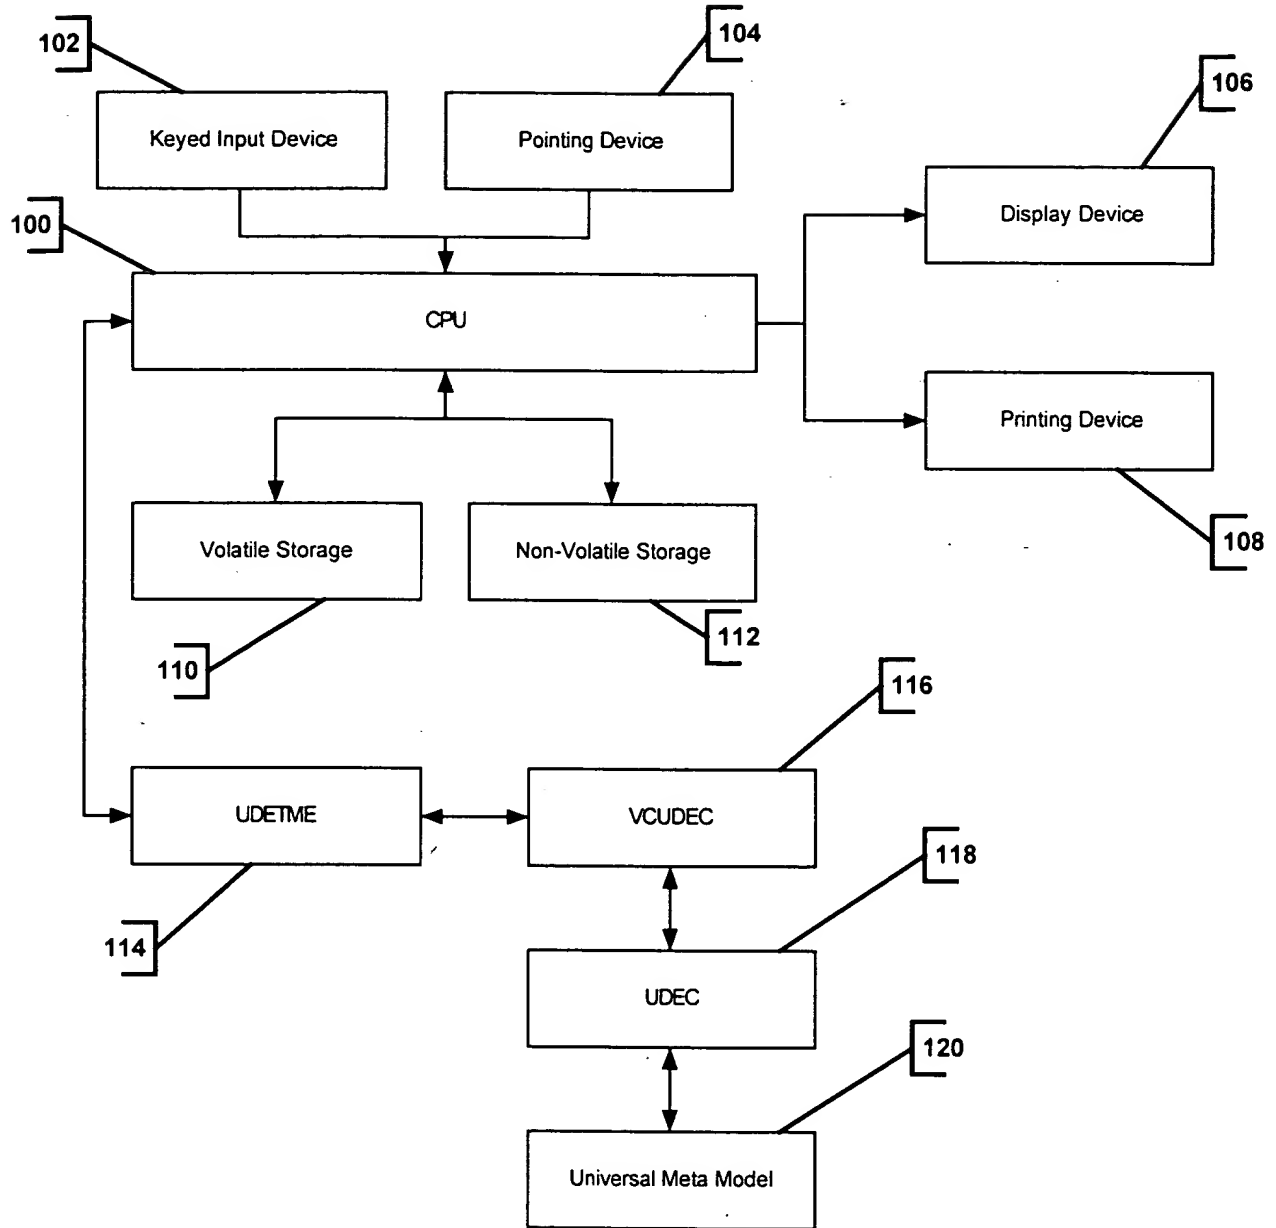 102
104
106
Keyed Input Device
Pointing Device
100
Display Device
CPU
Printing Device
108
Volatile Storage
Non-Volatile Storage
110
112
116
UDETME
VCUDEC
118
114
UDEC
120
Universal Meta Model